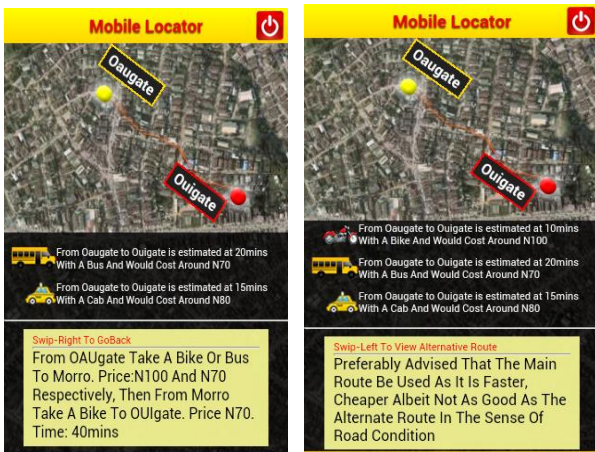 Mobile Locator
Oaugate
Ouigate
From Oaugate to Ouigate is estimated at 20mins
With A Bus And Would Cost Around N70
From Oaugate to Ouigate is estimated at 15mins
With A Cab And Would Cost Around N80
Swip-Right To GoBack
From OAUgate Take A Bike Or Bus
To Morro. Price:N100 And N70
Respectively, Then From Morro
Take A Bike To OUIgate. Price N70.
Time: 40mins
Mobile Locator
Oaugate
Ouigate
From Oaugate to Ouigate is estimated at 10mins
With A Bike And Would Cost Around N100
From Oaugate to Ouigate is estimated at 20mins
With A Bus And Would Cost Around N70
From Oaugate to Ouigate is estimated at 15mins
With A Cab And Would Cost Around N80
Swip-Left To View Alternative Route
Preferably Advised That The Main
Route Be Used As It Is Faster,
Cheaper Albeit Not As Good As The
Alternate Route In The Sense Of
Road Condition